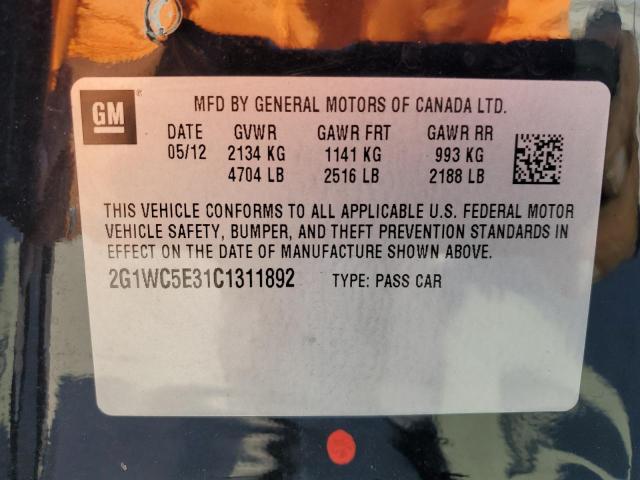 GM®
MFD BY GENERAL MOTORS OF CANADA LTD.
DATE GVWR GAWR FRT GAWR RR
05/12 2134 KG 1141 KG 993 KG
4704 LB 2516 LB 2188 LB
THIS VEHICLE CONFORMS TO ALL APPLICABLE U.S. FEDERAL MOTOR
VEHICLE SAFETY, BUMPER, AND THEFT PREVENTION STANDARDS IN
EFFECT ON THE DATE OF MANUFACTURE SHOWN ABOVE.
2G1WC5E31C1311892 TYPE: PASS CAR